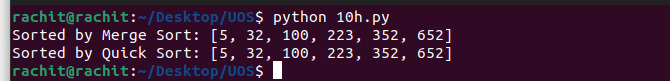 rachit@rachit:~/Desktop/UOS$ python 10h.py
Sorted by Merge Sort: [5, 32, 100, 223, 352, 652]
Sorted by Quick Sort: [5, 32, 100, 223, 352, 652]
rachit@rachit:~/Desktop/UOS$